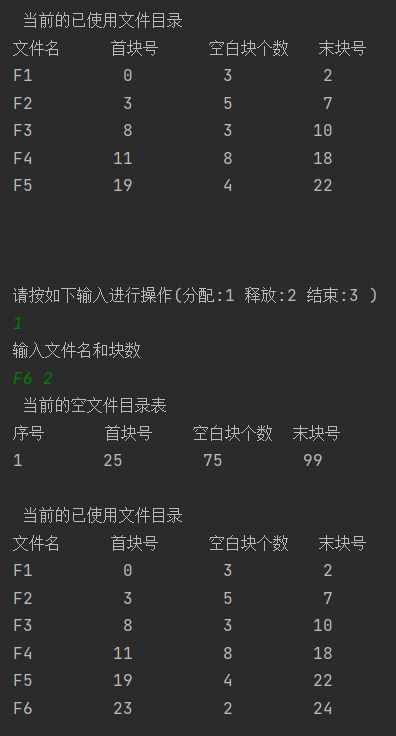 当前的已使用文件目录
文件名 首块号 空白块个数 末块号
F1 0 3 2
F2 3 5 7
F3 8 3 10
F4 11 8 18
F5 19 4 22
请按如下输入进行操作(分配:1 释放:2 结束:3 )
1
输入文件名和块数
F6 2
当前的空文件目录表
序号 首块号 空白块个数 末块号
1 25 75 99
当前的已使用文件目录
文件名 首块号 空白块个数 末块号
F1 0 3 2
F2 3 5 7
F3 8 3 10
F4 11 8 18
F5 19 4 22
F6 23 2 24